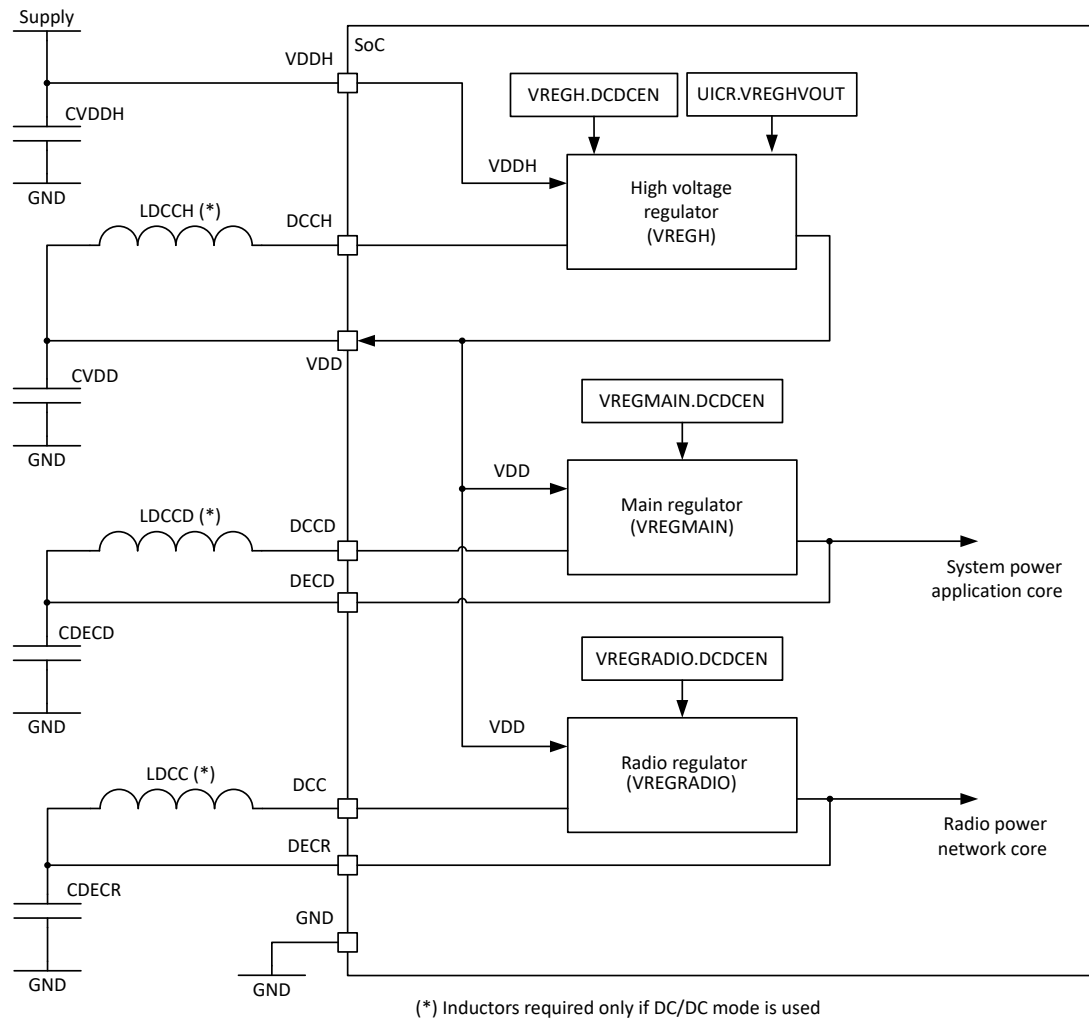 Supply
SoC
VDDH
VREGH.DCDCEN
UICR.VREGHVOUT
CVDDH
VDDH
GND
High voltage
regulator
(VREGH)
LDCCH (*)
DCCH
VDD
CVDD
GND
VREGMAIN.DCDCEN
VDD
Main regulator
(VREGMAIN)
LDCCD (*)
DCCD
DECD
System power
application core
CDECD
GND
VREGRADIO.DCDCEN
VDD
Radio regulator
(VREGRADIO)
LDCC (*)
DCC
DECR
Radio power
network core
CDECR
GND
GND
GND
(*) Inductors required only if DC/DC mode is used